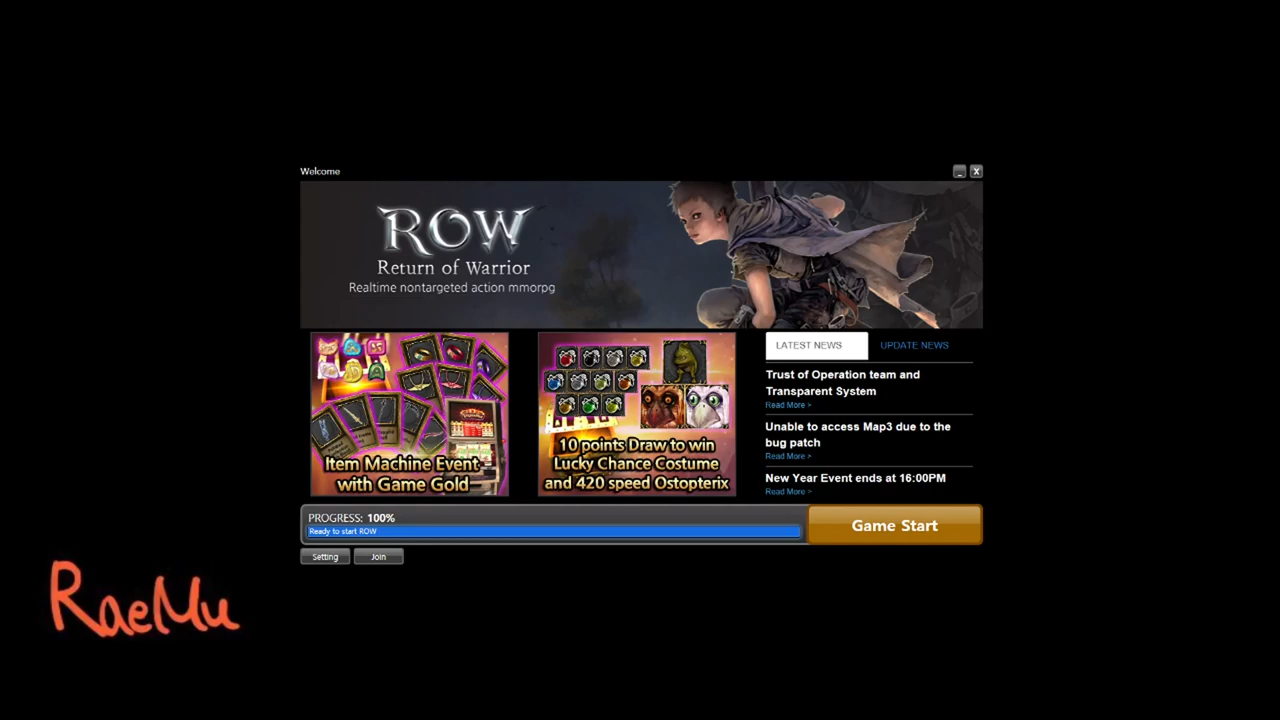 Welcome
_ X
ROW
Return of Warrior
Realtime nontargeted action mmorpg
Item Machine Event
with Game Gold
10 points Draw to win
Lucky Chance Costume
and 420 speed Ostopterix
LATEST NEWS UPDATE NEWS
Trust of Operation team and
Transparent System
Read More >
Unable to access Map3 due to the
bug patch
Read More >
New Year Event ends at 16:00PM
Read More >
PROGRESS: 100%
Ready to start ROW
Game Start
Setting Join
RaeMu